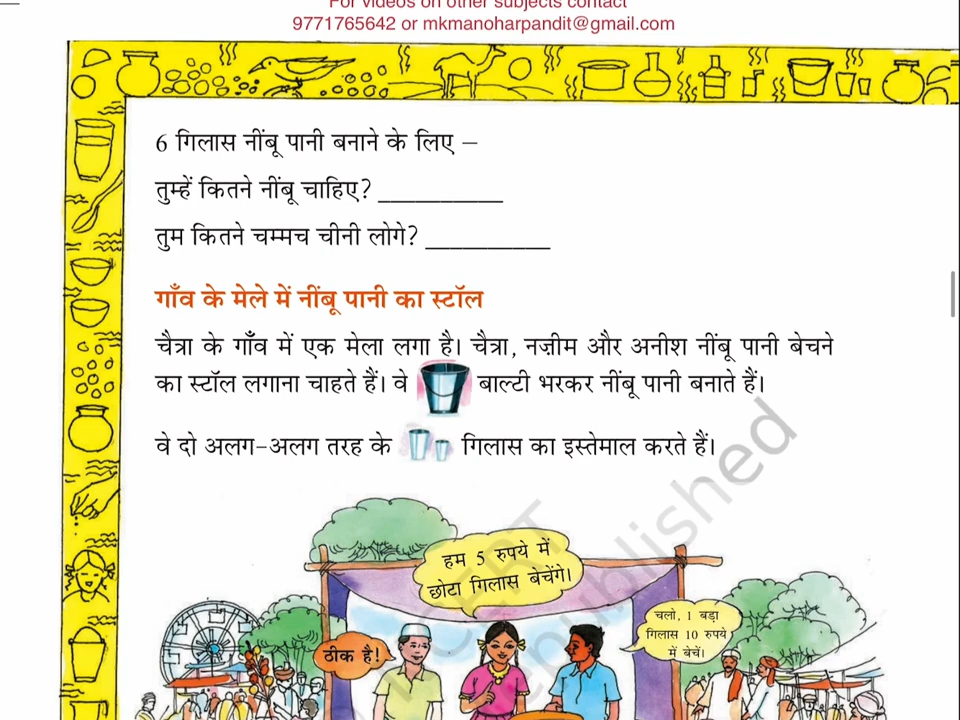 For videos on other subjects contact
9771765642 or mkmanoharpandit@gmail.com
6 गिलास नींबू पानी बनाने के लिए –
तुम्हें कितने नींबू चाहिए? __________
तुम कितने चम्मच चीनी लोगे? __________
गाँव के मेले में नींबू पानी का स्टॉल
चैत्रा के गाँव में एक मेला लगा है। चैत्रा, नज़ीम और अनीश नींबू पानी बेचने
का स्टॉल लगाना चाहते हैं। वे बाल्टी भरकर नींबू पानी बनाते हैं।
वे दो अलग-अलग तरह के गिलास का इस्तेमाल करते हैं।
हम 5 रुपये में
छोटा गिलास बेचेंगे।
चलो, 1 बड़ा
गिलास 10 रुपये
में बेचें।
ठीक है!